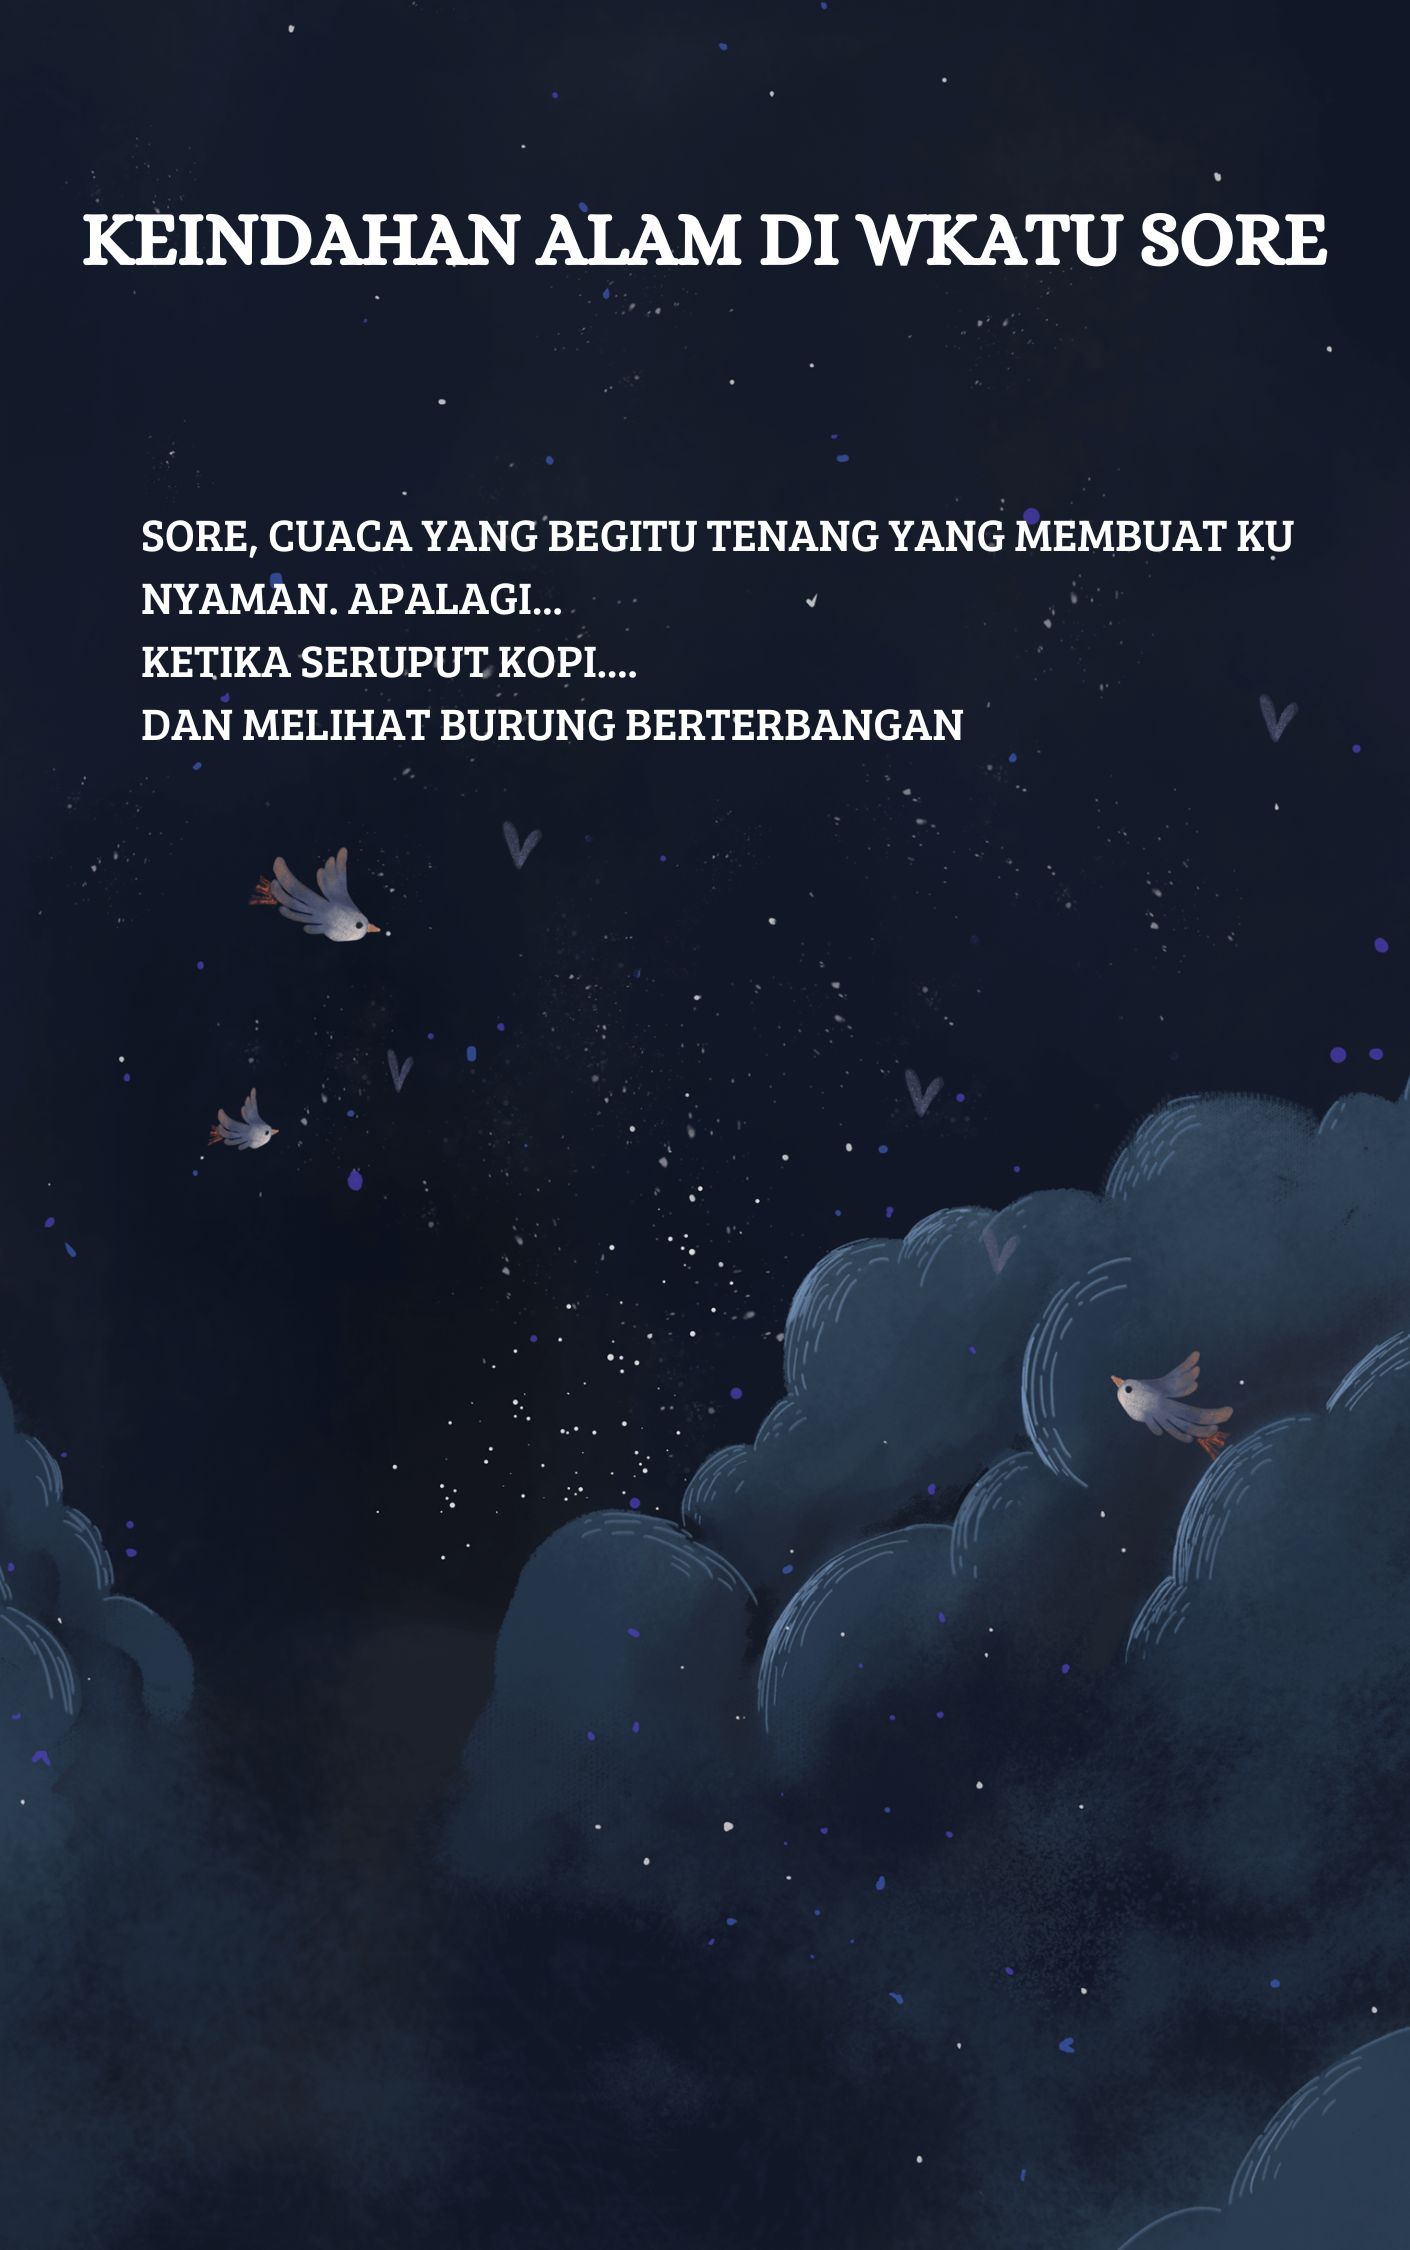 KEINDAHAN ALAM DI WKATU SORE
SORE, CUACA YANG BEGITU TENANG YANG MEMBUAT KU
NYAMAN. APALAGI...
KETIKA SERUPUT KOPI....
DAN MELIHAT BURUNG BERTERBANGAN